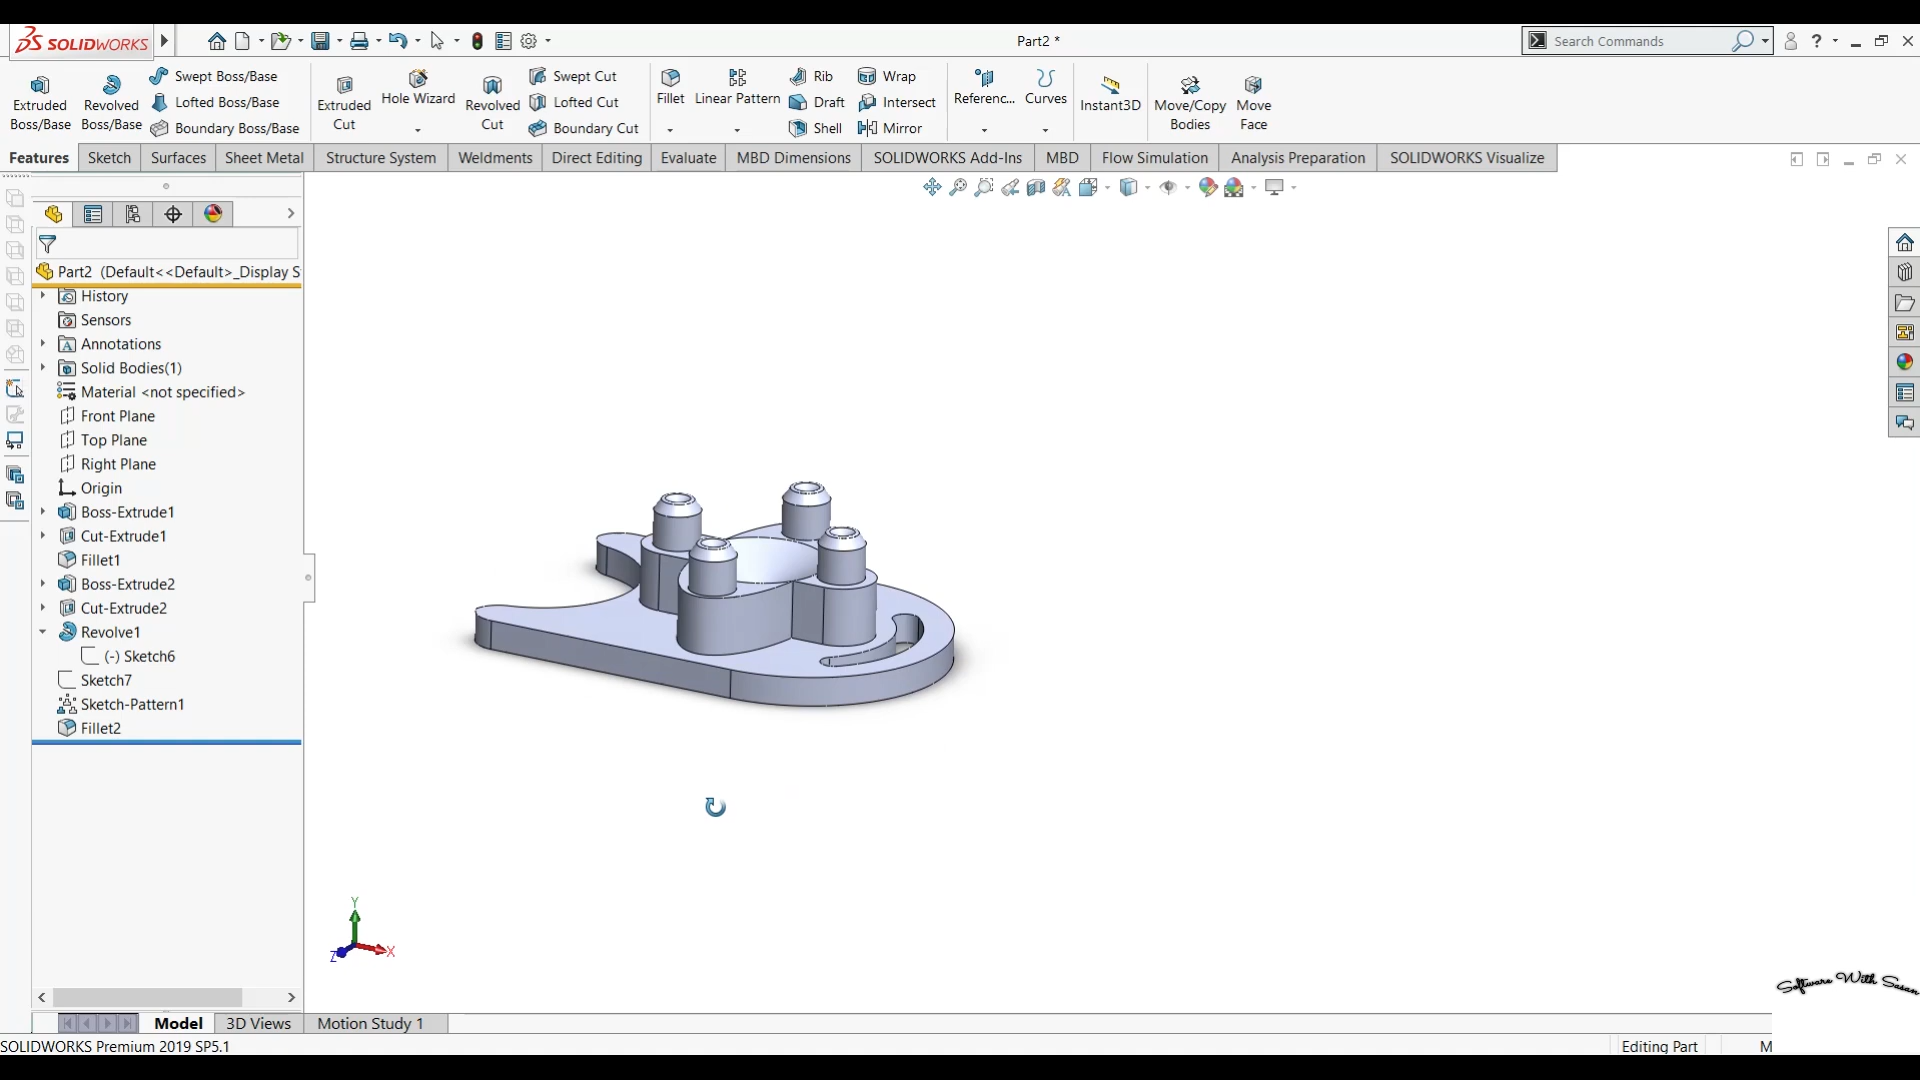 SOLIDWORKS
Part2 *
Search Commands
?
Extruded Boss/Base
Revolved Boss/Base
Swept Boss/Base
Lofted Boss/Base
Boundary Boss/Base
Extruded Cut
Hole Wizard
Revolved Cut
Swept Cut
Lofted Cut
Boundary Cut
Fillet
Linear Pattern
Rib
Draft
Shell
Wrap
Intersect
Mirror
Referenc...
Curves
Instant3D
Move/Copy Bodies
Move Face
Features
Sketch
Surfaces
Sheet Metal
Structure System
Weldments
Direct Editing
Evaluate
MBD Dimensions
SOLIDWORKS Add-Ins
MBD
Flow Simulation
Analysis Preparation
SOLIDWORKS Visualize
Part2 (Default<<Default>_Display S
History
Sensors
Annotations
Solid Bodies(1)
Material <not specified>
Front Plane
Top Plane
Right Plane
Origin
Boss-Extrude1
Cut-Extrude1
Fillet1
Boss-Extrude2
Cut-Extrude2
Revolve1
(-) Sketch6
Sketch7
Sketch-Pattern1
Fillet2
Y
Z
X
Software With Sasan
Model
3D Views
Motion Study 1
SOLIDWORKS Premium 2019 SP5.1
Editing Part
M